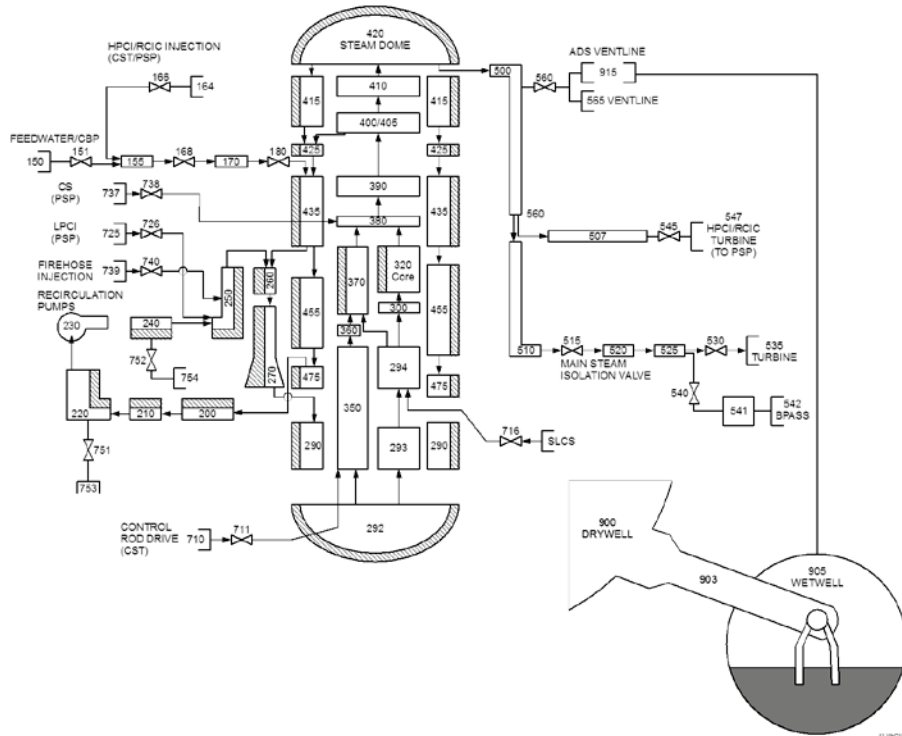 420
STEAM DOME
HPCI/RCIC INJECTION
(CST/PSP)
166
164
500
560
ADS VENTLINE
915
565 VENTLINE
415
410
415
400/405
425
425
FEEDWATER/CBP
150
151
155
168
170
180
390
435
435
CS
(PSP)
737
738
380
560
547
HPCI/RCIC
TURBINE
(TO PSP)
507
545
LPCI
(PSP)
725
726
FIREHOSE
INJECTION
739
740
250
260
370
320
Core
300
455
455
RECIRCULATION
PUMPS
230
240
752
754
270
360
294
510
515
520
525
530
535
TURBINE
MAIN STEAM
ISOLATION VALVE
475
475
540
541
542
BPASS
220
210
200
350
290
293
290
716
SLCS
751
753
CONTROL
ROD DRIVE
(CST)
710
711
292
900
DRYWELL
903
905
WETWELL